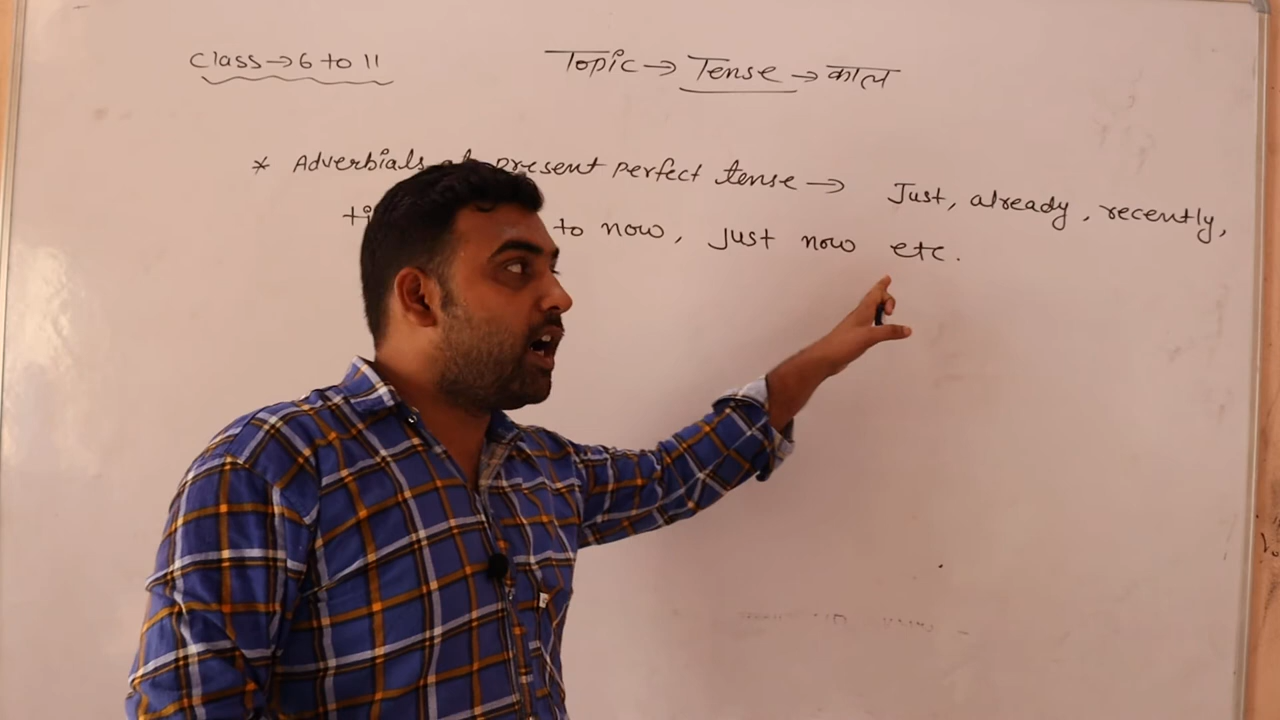 Class→6 to 11
Topic→Tense→काल
* Adverbials present perfect tense → Just, already, recently,
to now, Just now etc.